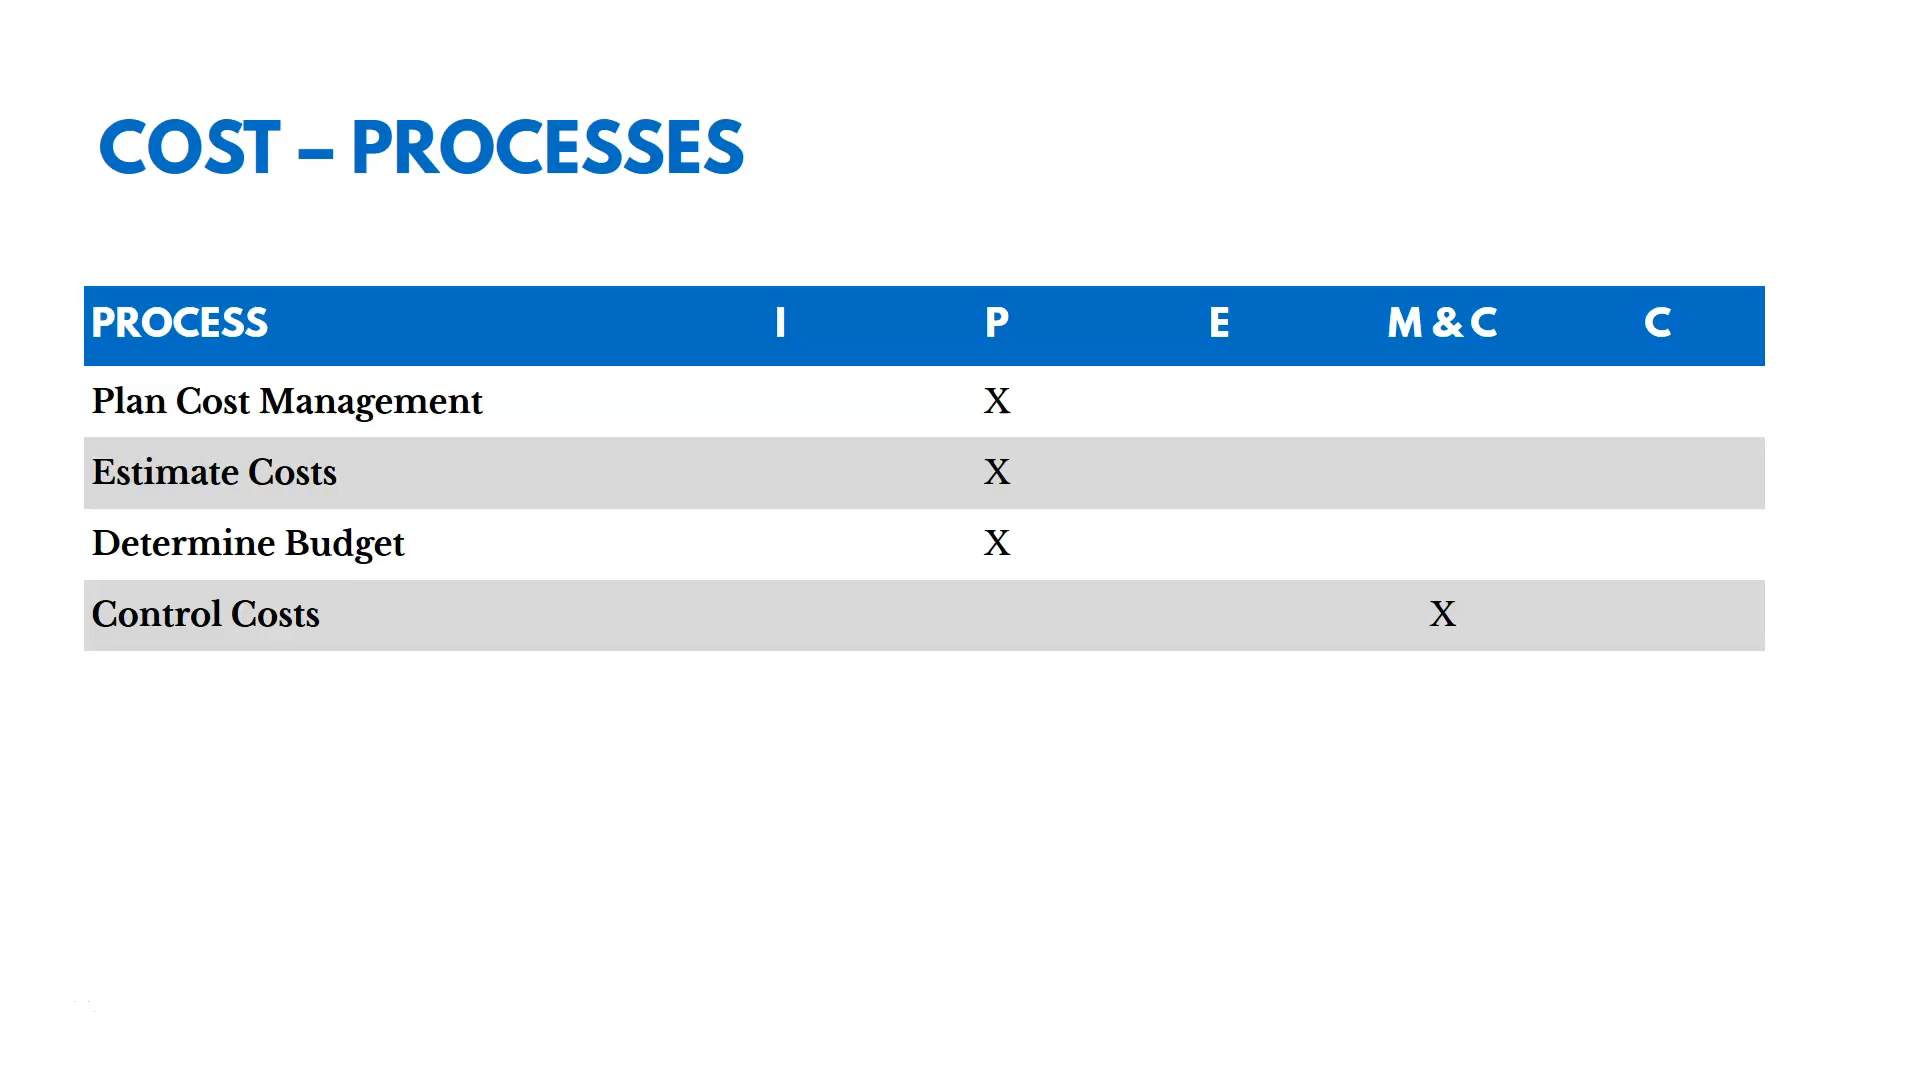 COST – PROCESSES
PROCESS I P E M & C C
Plan Cost Management X
Estimate Costs X
Determine Budget X
Control Costs X